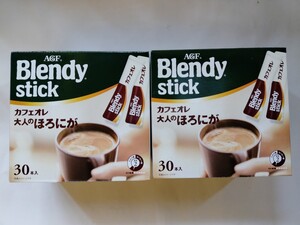 AGF
Blendy
stick
カフェオレ
大人のほろにが
30本入
AGF
Blendy
stick
カフェオレ
大人のほろにが
30本入